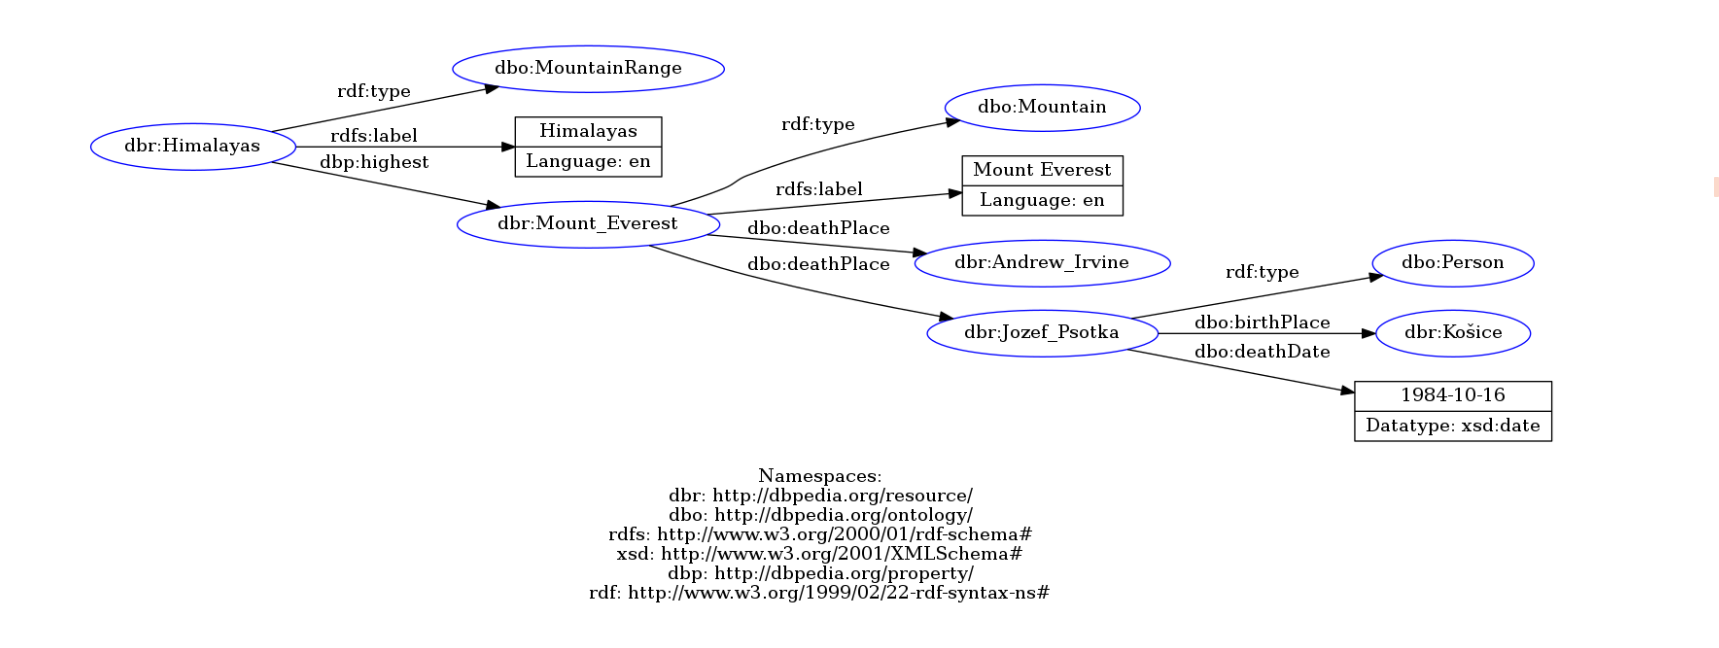 dbo:MountainRange
rdf:type
dbr:Himalayas
rdfs:label
Himalayas
Language: en
dbp:highest
dbr:Mount_Everest
rdf:type
dbo:Mountain
rdfs:label
Mount Everest
Language: en
dbo:deathPlace
dbr:Andrew_Irvine
dbo:deathPlace
dbr:Jozef_Psotka
rdf:type
dbo:Person
dbo:birthPlace
dbr:Košice
dbo:deathDate
1984-10-16
Datatype: xsd:date
Namespaces:
dbr: http://dbpedia.org/resource/
dbo: http://dbpedia.org/ontology/
rdfs: http://www.w3.org/2000/01/rdf-schema#
xsd: http://www.w3.org/2001/XMLSchema#
dbp: http://dbpedia.org/property/
rdf: http://www.w3.org/1999/02/22-rdf-syntax-ns#